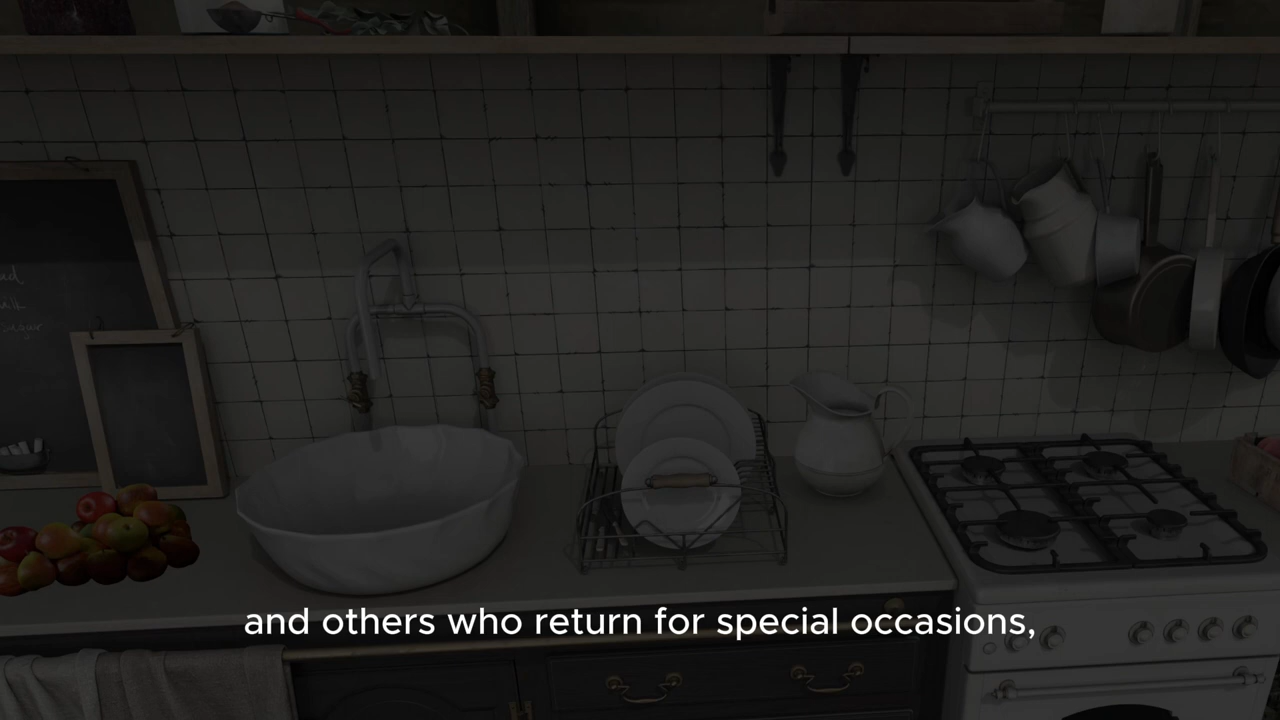 and others who return for special occasions,